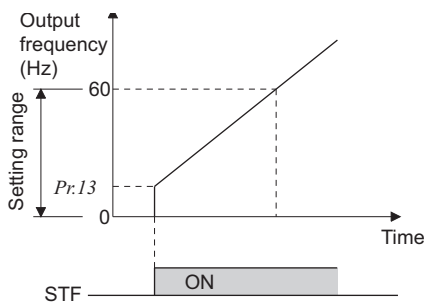 Output
frequency
(Hz)
Setting range
60
Pr.13
0
Time
STF
ON